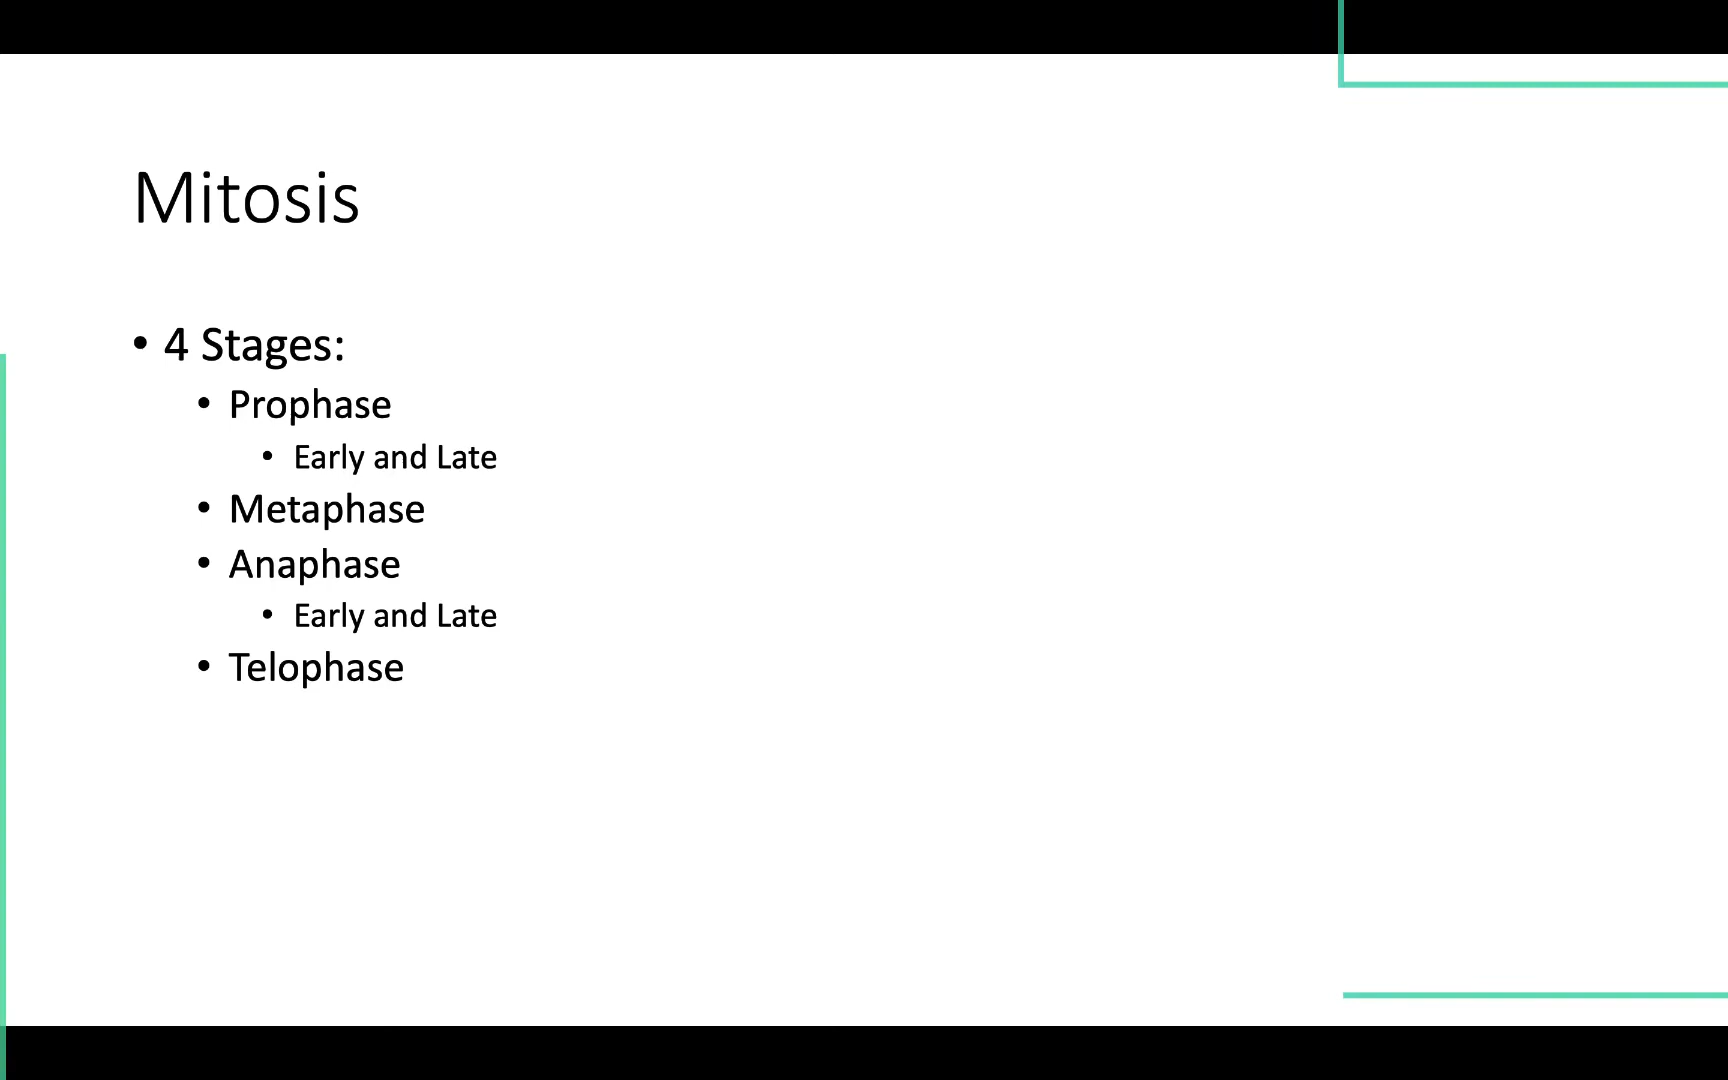 Mitosis
• 4 Stages:
• Prophase
• Early and Late
• Metaphase
• Anaphase
• Early and Late
• Telophase